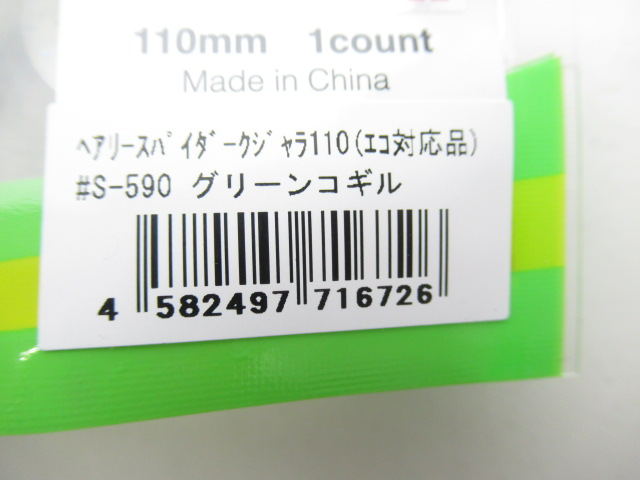 110mm 1count
Made in China
ﾍｱﾘｰｽﾊﾟｲﾀﾞｰｸｼﾞｬﾗ110(ｴｺ対応品)
#S-590 グリーンコギル
4 582497 716726